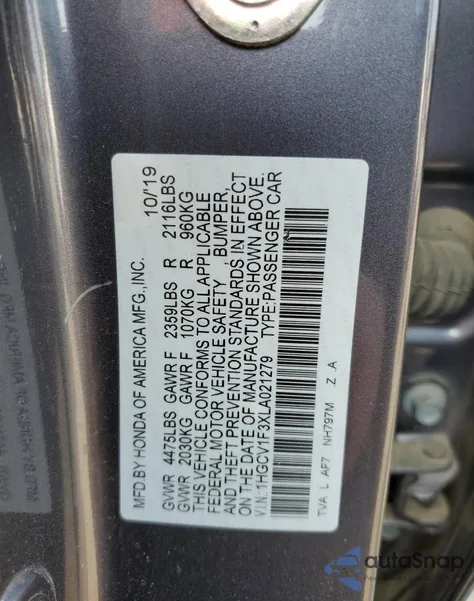 MFD BY HONDA OF AMERICA MFG.,INC. 10/'19
GVWR 4475LBS GAWR F 2359LBS R 2116LBS
GVWR 2030KG GAWR F 1070KG R 960KG
THIS VEHICLE CONFORMS TO ALL APPLICABLE
FEDERAL MOTOR VEHICLE SAFETY , BUMPER,
AND THEFT PREVENTION STANDARDS IN EFFECT
ON THE DATE OF MANUFACTURE SHOWN ABOVE.
V.I.N.:1HGCV1F3XLA021279 TYPE:PASSENGER CAR
TVA L AF7 NH797M .Z .A
autoSnap